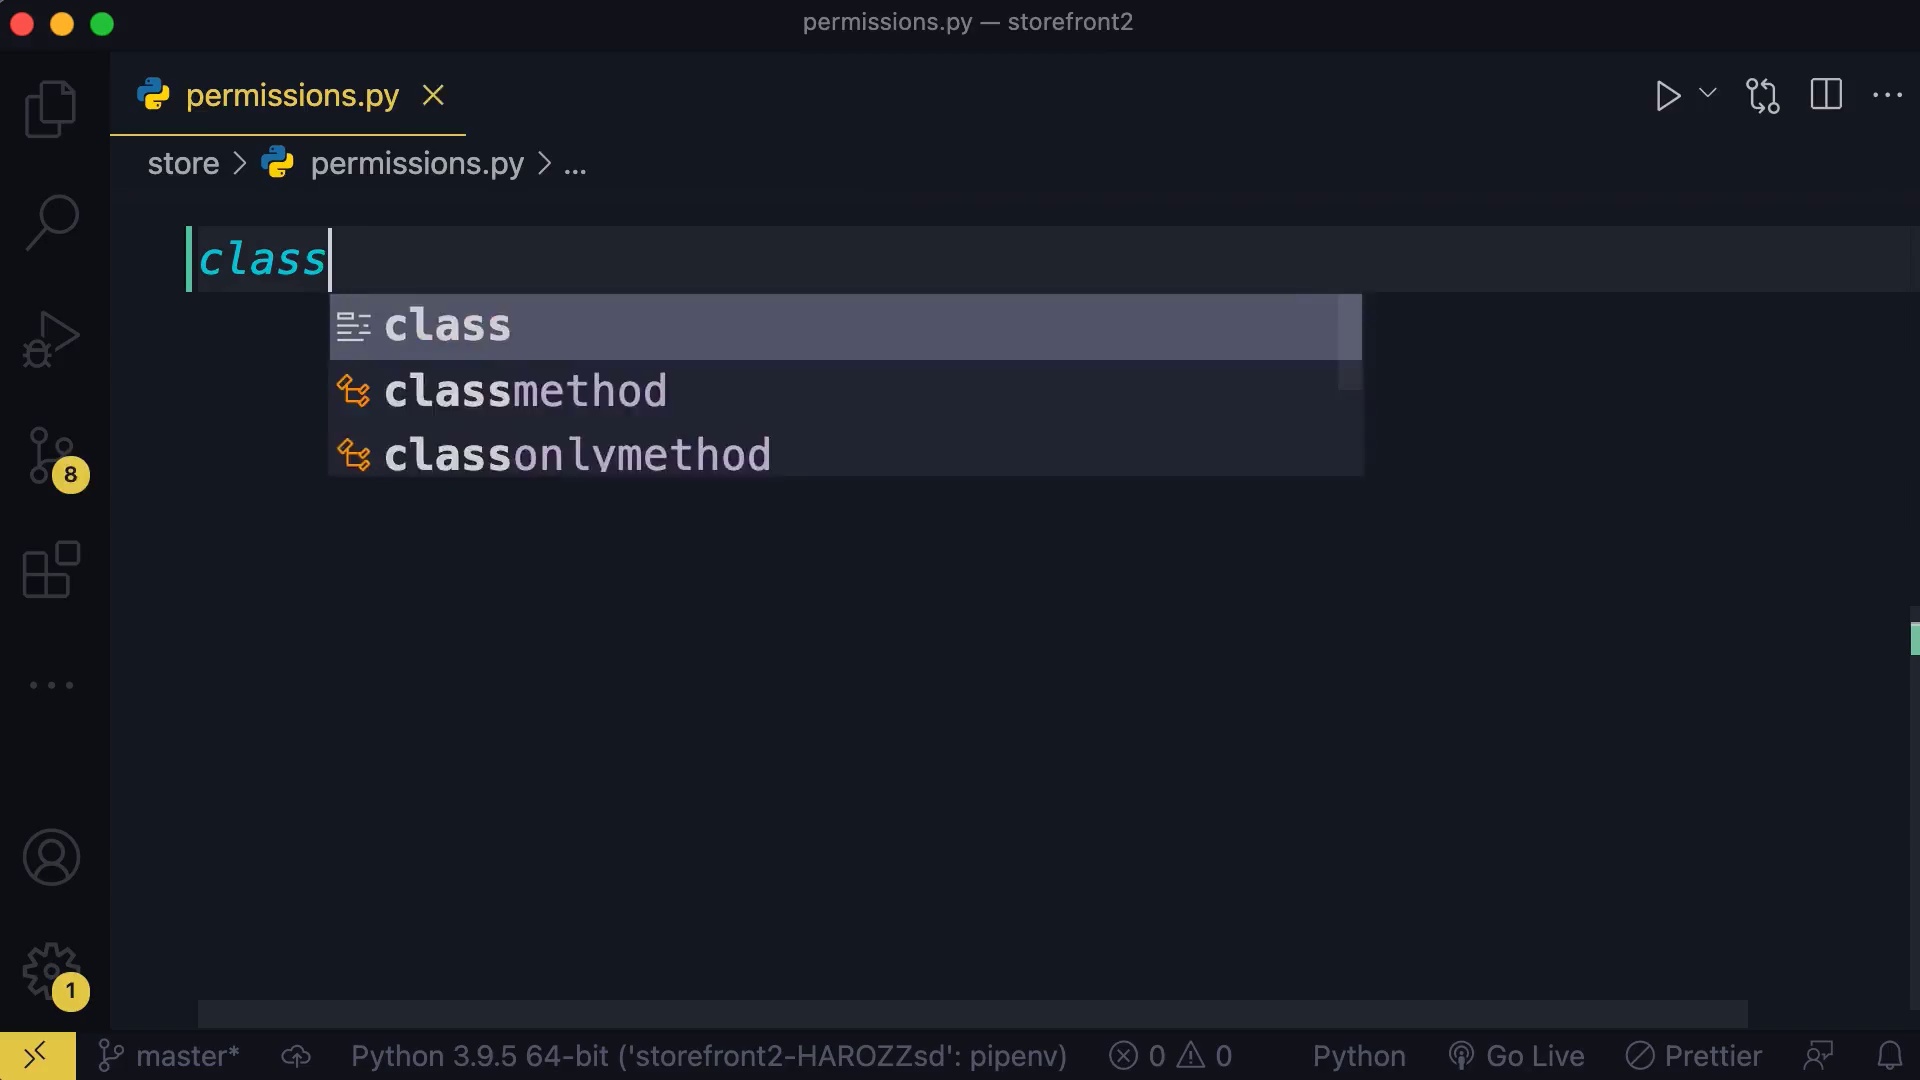 permissions.py — storefront2
permissions.py
store > permissions.py > ...
class
class
classmethod
classonlymethod
8
1
master* Python 3.9.5 64-bit ('storefront2-HAROZZsd': pipenv) 0 0 Python Go Live Prettier